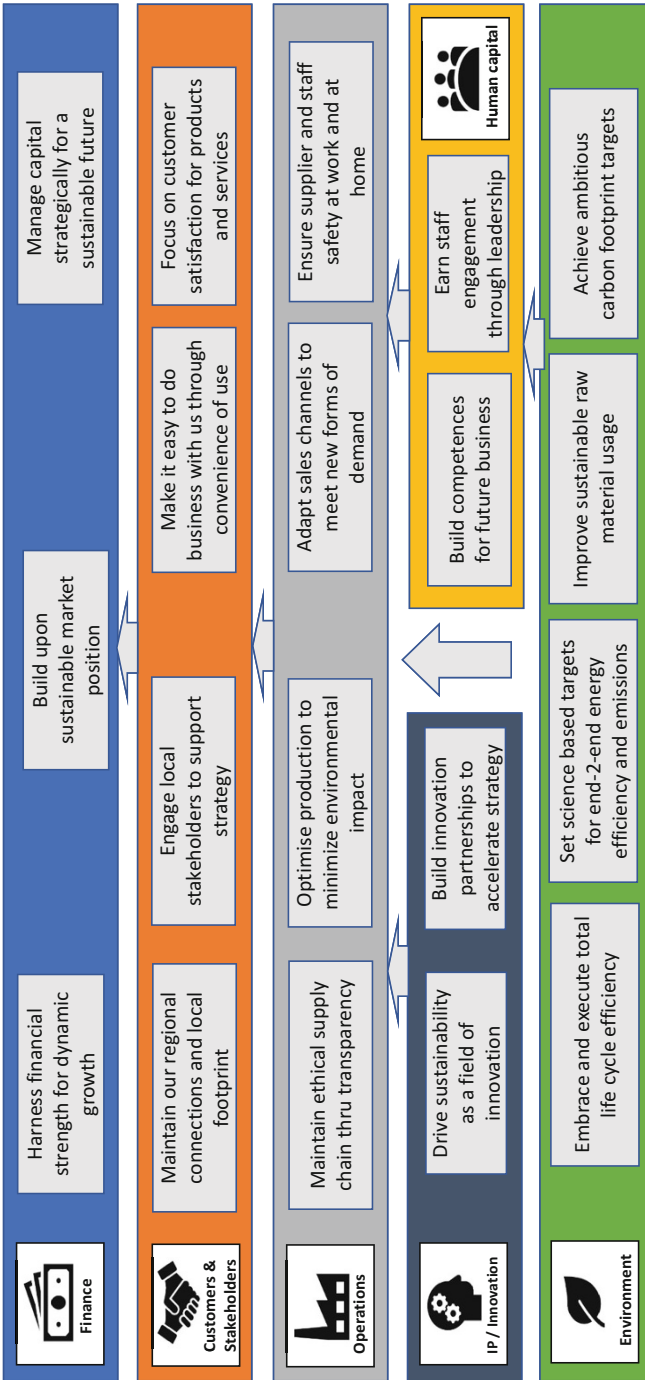 Finance
Harness financial
strength for dynamic
growth
Build upon
sustainable market
position
Manage capital
strategically for a
sustainable future
Customers &
Stakeholders
Maintain our regional
connections and local
footprint
Engage local
stakeholders to support
strategy
Make it easy to do
business with us through
convenience of use
Focus on customer
satisfaction for products
and services
Operations
Maintain ethical supply
chain thru transparency
Optimise production to
minimize environmental
impact
Adapt sales channels to
meet new forms of
demand
Ensure supplier and staff
safety at work and at
home
IP / Innovation
Drive sustainability
as a field of
innovation
Build innovation
partnerships to
accelerate strategy
Build competences
for future business
Earn staff
engagement
through leadership
Human capital
Environment
Embrace and execute total
life cycle efficiency
Set science based targets
for end-2-end energy
efficiency and emissions
Improve sustainable raw
material usage
Achieve ambitious
carbon footprint targets